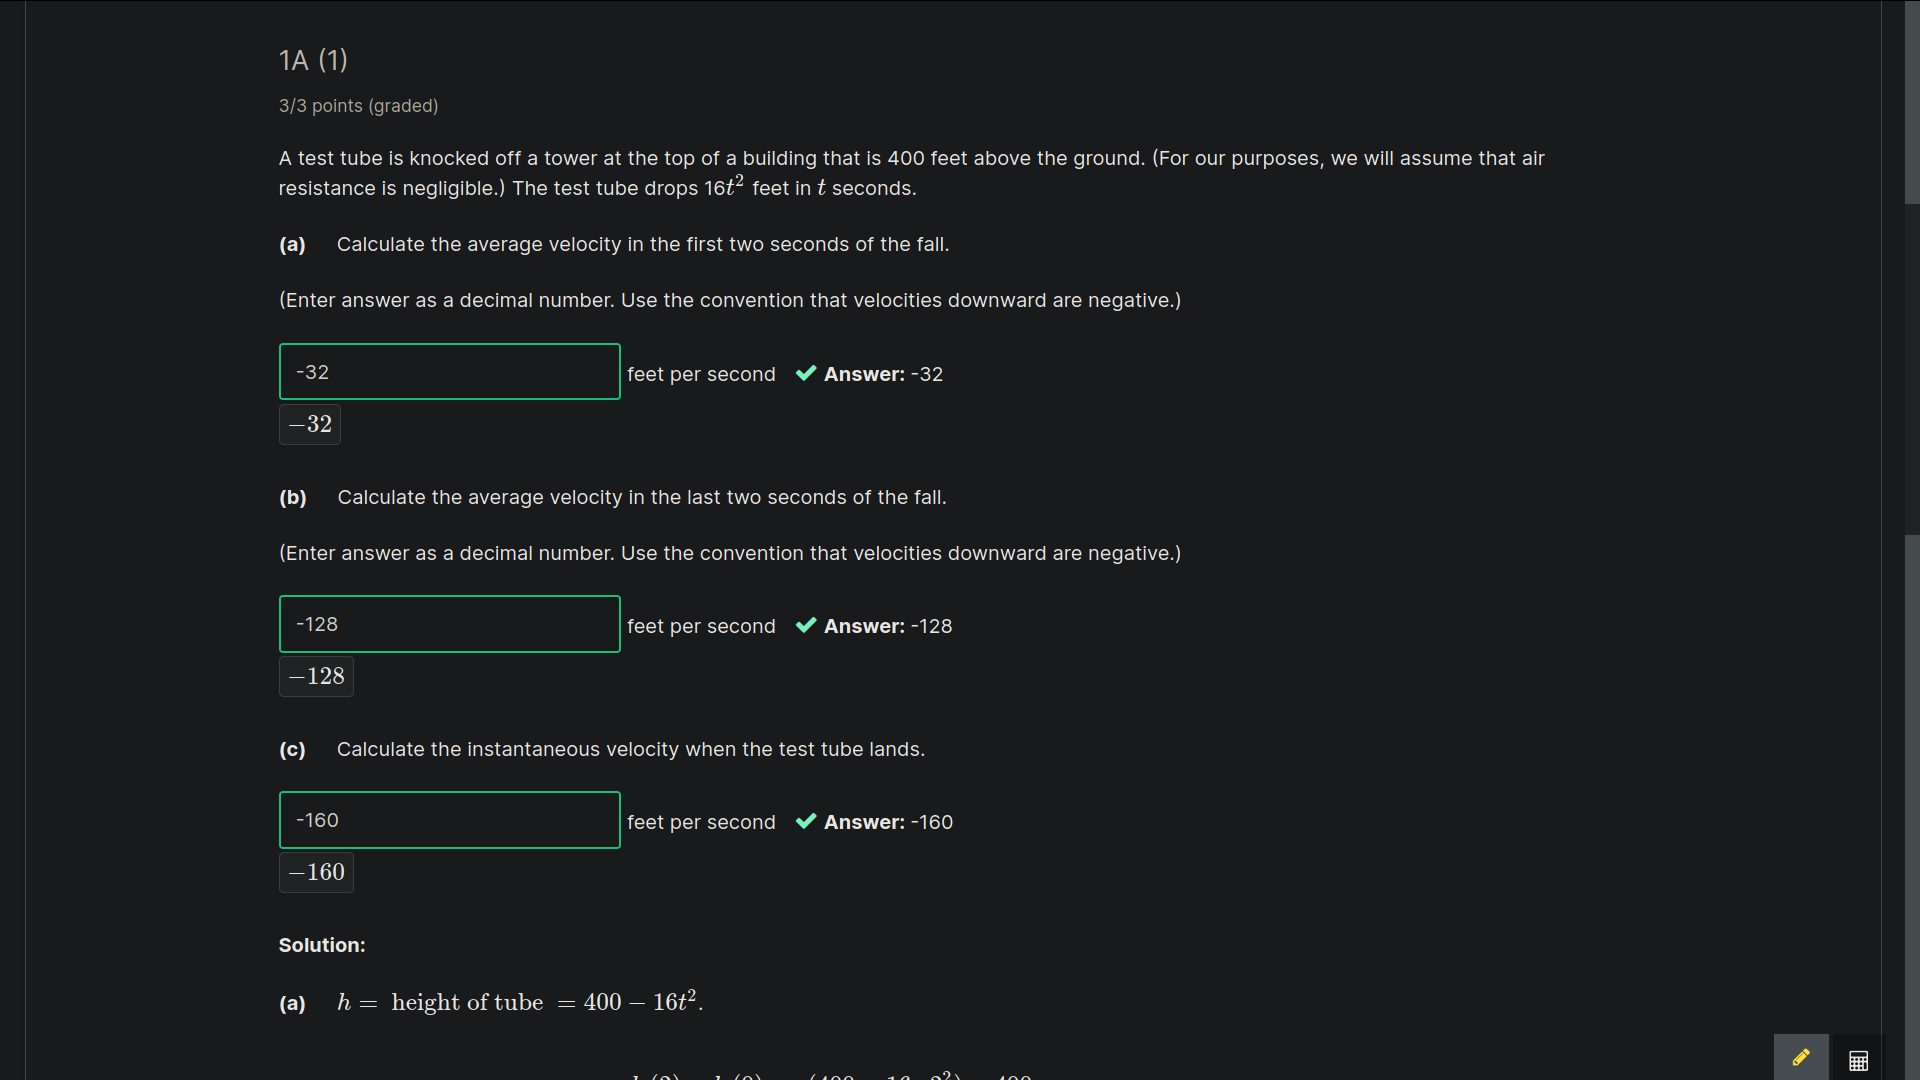 1A (1)
3/3 points (graded)
A test tube is knocked off a tower at the top of a building that is 400 feet above the ground. (For our purposes, we will assume that air
resistance is negligible.) The test tube drops 16t² feet in t seconds.
(a) Calculate the average velocity in the first two seconds of the fall.
(Enter answer as a decimal number. Use the convention that velocities downward are negative.)
-32 feet per second ✔ Answer: -32
−32
(b) Calculate the average velocity in the last two seconds of the fall.
(Enter answer as a decimal number. Use the convention that velocities downward are negative.)
-128 feet per second ✔ Answer: -128
−128
(c) Calculate the instantaneous velocity when the test tube lands.
-160 feet per second ✔ Answer: -160
−160
Solution:
(a) h = height of tube = 400 − 16t².